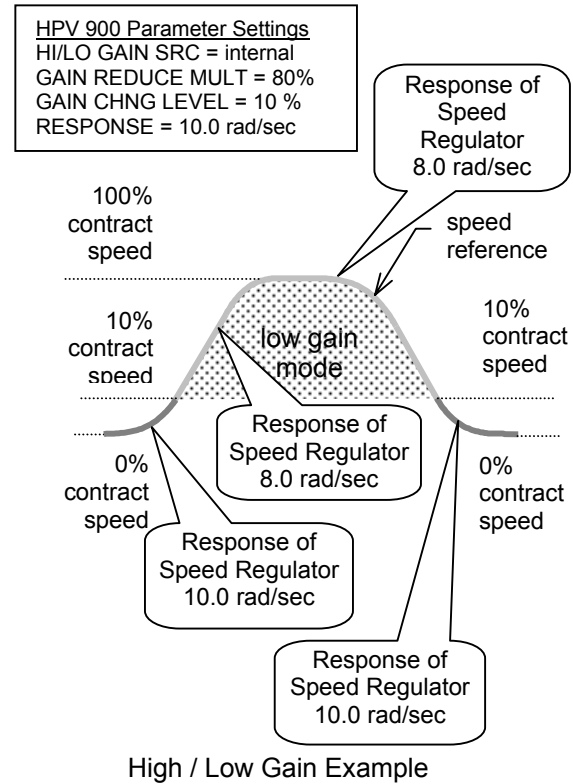 HPV 900 Parameter Settings
HI/LO GAIN SRC = internal
GAIN REDUCE MULT = 80%
GAIN CHNG LEVEL = 10 %
RESPONSE = 10.0 rad/sec
Response of
Speed
Regulator
8.0 rad/sec
100%
contract
speed
speed
reference
10%
contract
speed
10%
contract
speed
low gain
mode
Response of
Speed Regulator
8.0 rad/sec
0%
contract
speed
0%
contract
speed
Response of
Speed Regulator
10.0 rad/sec
Response of
Speed Regulator
10.0 rad/sec
High / Low Gain Example